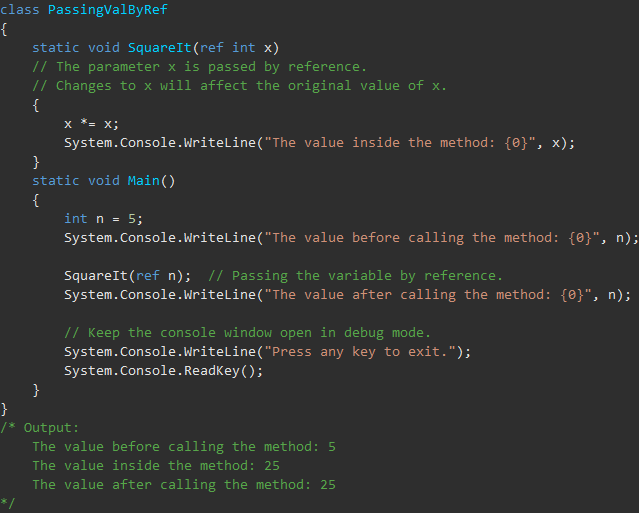 class PassingValByRef
{
    static void SquareIt(ref int x)
    // The parameter x is passed by reference.
    // Changes to x will affect the original value of x.
    {
        x *= x;
        System.Console.WriteLine("The value inside the method: {0}", x);
    }
    static void Main()
    {
        int n = 5;
        System.Console.WriteLine("The value before calling the method: {0}", n);

        SquareIt(ref n);  // Passing the variable by reference.
        System.Console.WriteLine("The value after calling the method: {0}", n);

        // Keep the console window open in debug mode.
        System.Console.WriteLine("Press any key to exit.");
        System.Console.ReadKey();
    }
}
/* Output:
    The value before calling the method: 5
    The value inside the method: 25
    The value after calling the method: 25
*/